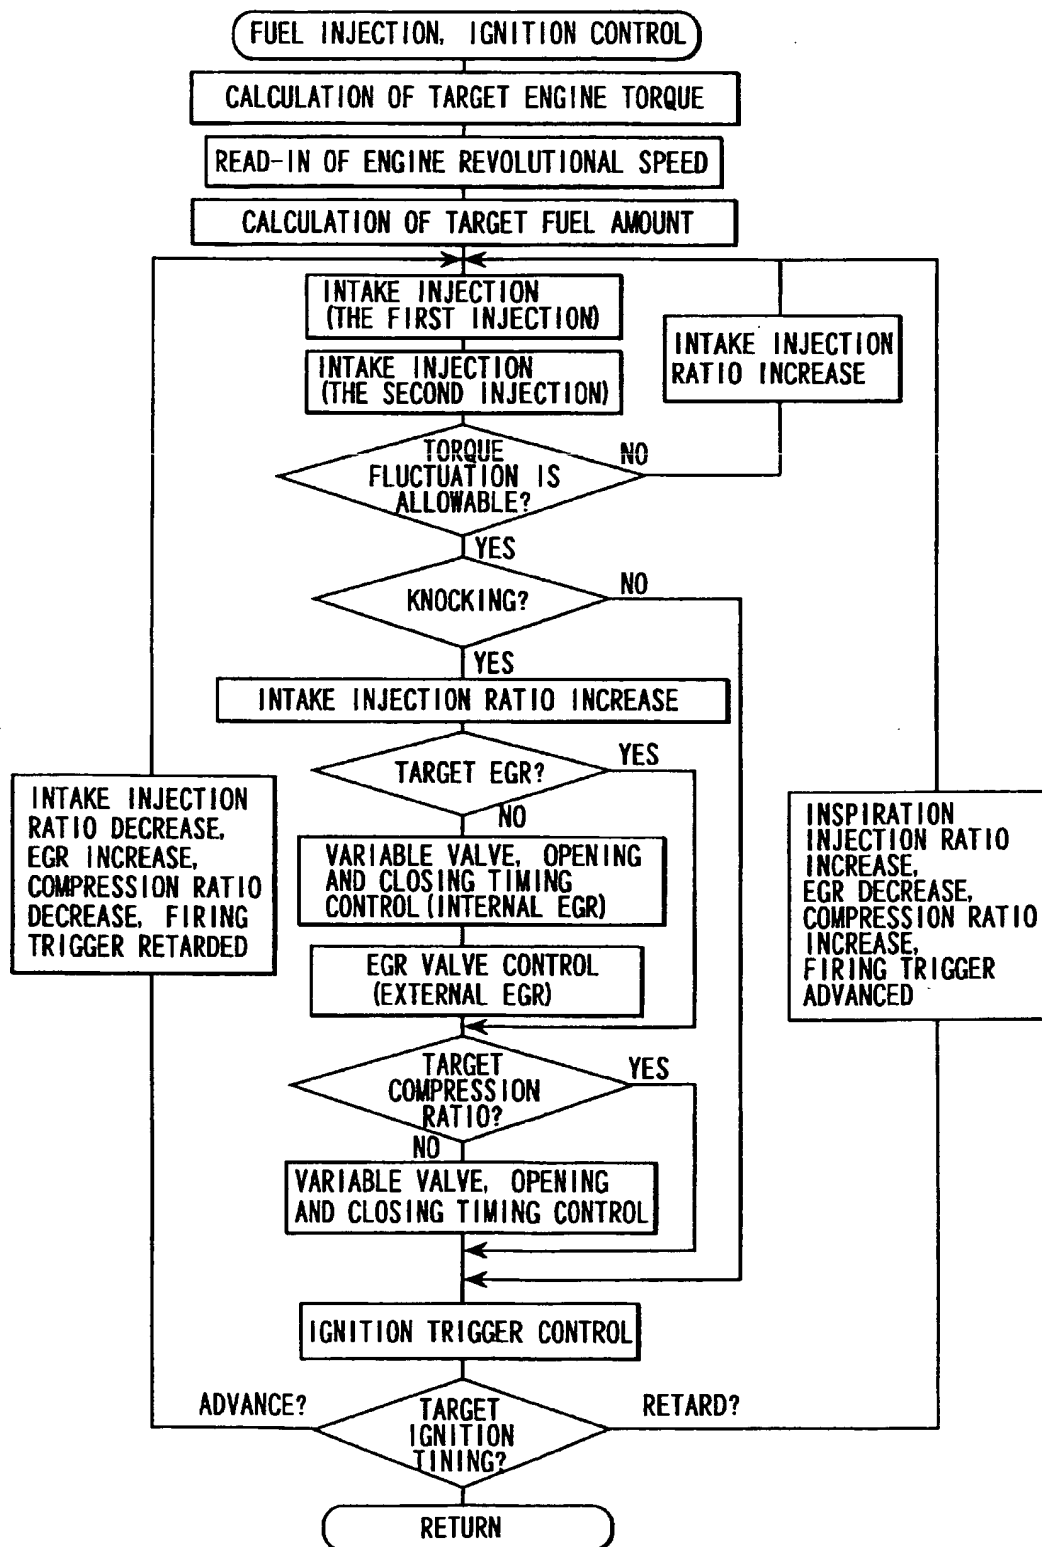 FUEL INJECTION, IGNITION CONTROL
CALCULATION OF TARGET ENGINE TORQUE
READ-IN OF ENGINE REVOLUTIONAL SPEED
CALCULATION OF TARGET FUEL AMOUNT
INTAKE INJECTION
(THE FIRST INJECTION)
INTAKE INJECTION
RATIO INCREASE
INTAKE INJECTION
(THE SECOND INJECTION)
TORQUE
FLUCTUATION IS
ALLOWABLE?
NO
YES
KNOCKING?
NO
YES
INTAKE INJECTION RATIO INCREASE
TARGET EGR?
YES
NO
INTAKE INJECTION
RATIO DECREASE,
EGR INCREASE,
COMPRESSION RATIO
DECREASE, FIRING
TRIGGER RETARDED
VARIABLE VALVE, OPENING
AND CLOSING TIMING
CONTROL (INTERNAL EGR)
INSPIRATION
INJECTION RATIO
INCREASE,
EGR DECREASE,
COMPRESSION RATIO
INCREASE,
FIRING TRIGGER
ADVANCED
EGR VALVE CONTROL
(EXTERNAL EGR)
TARGET
COMPRESSION
RATIO?
YES
NO
VARIABLE VALVE, OPENING
AND CLOSING TIMING CONTROL
IGNITION TRIGGER CONTROL
ADVANCE?
TARGET
IGNITION
TINING?
RETARD?
RETURN